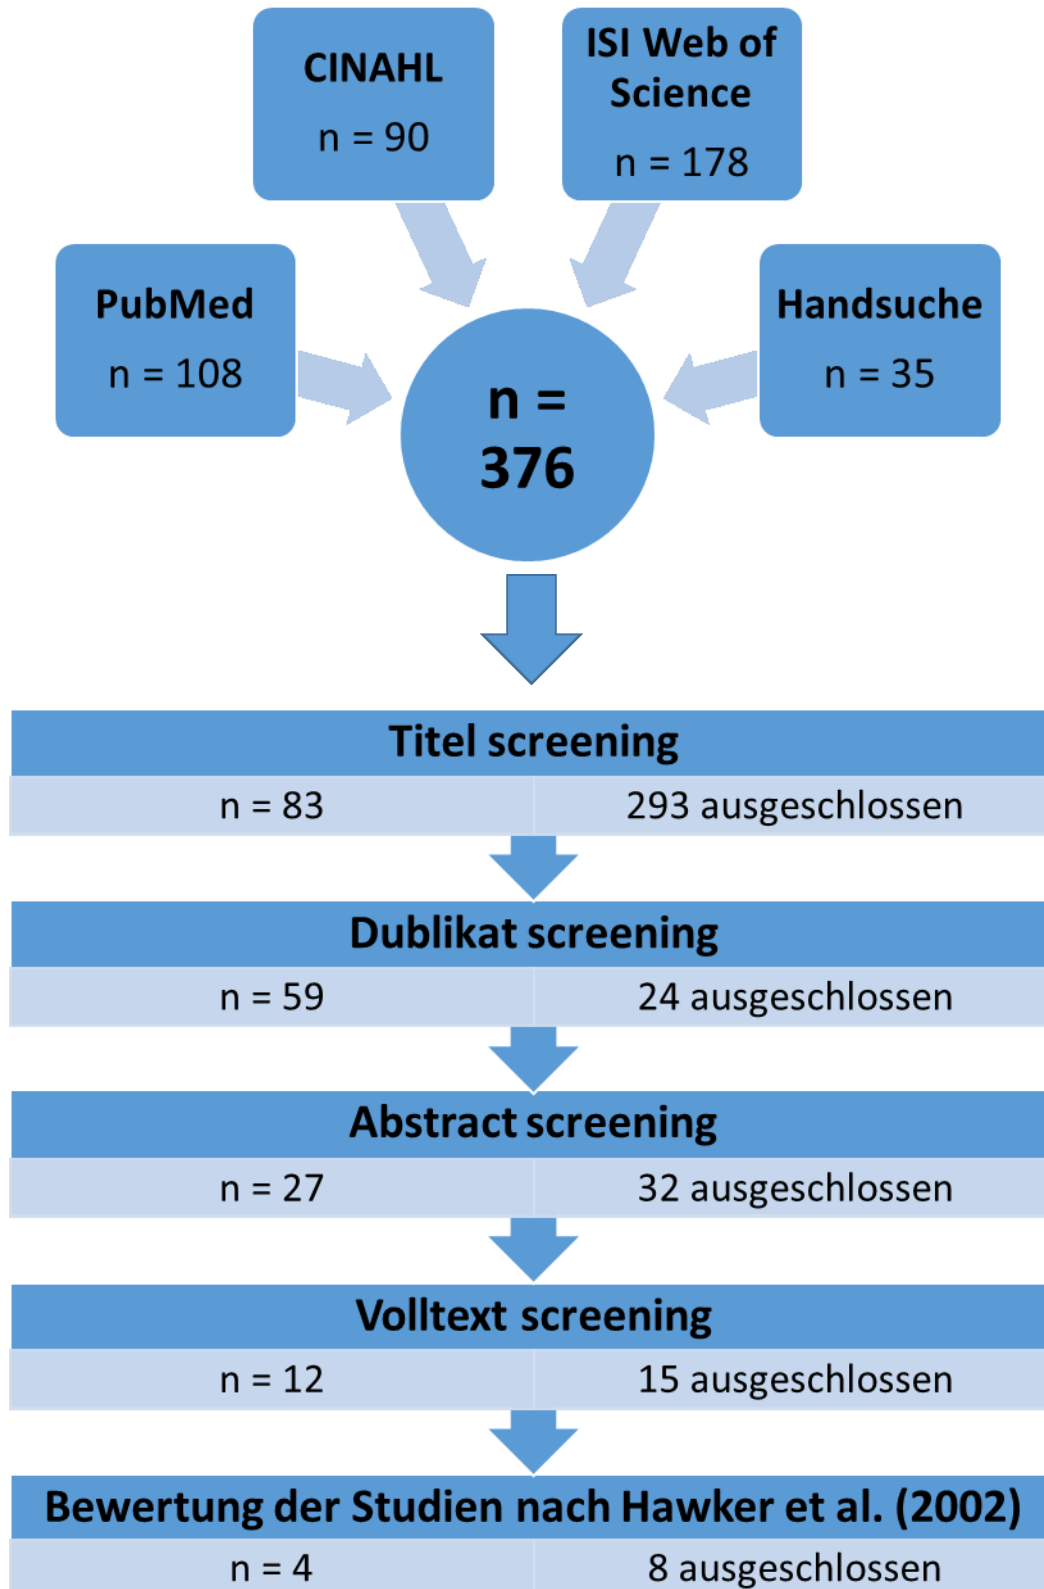 CINAHL
n = 90
ISI Web of
Science
n = 178
PubMed
n = 108
Handsuche
n = 35
n =
376
Titel screening
n = 83
293 ausgeschlossen
Dublikat screening
n = 59
24 ausgeschlossen
Abstract screening
n = 27
32 ausgeschlossen
Volltext screening
n = 12
15 ausgeschlossen
Bewertung der Studien nach Hawker et al. (2002)
n = 4
8 ausgeschlossen